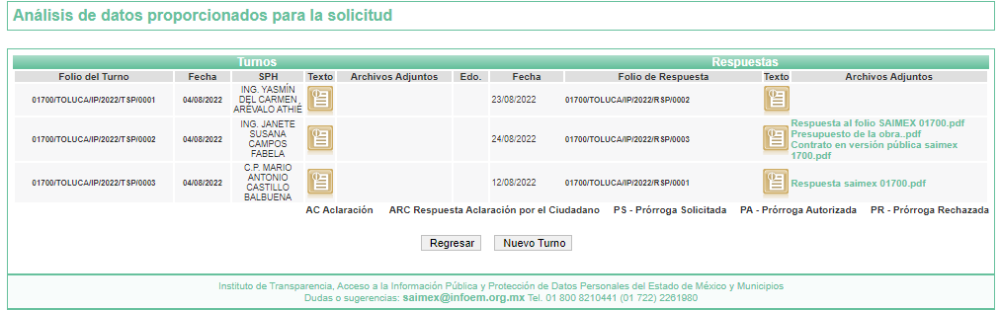 Análisis de datos proporcionados para la solicitud
Turnos Respuestas
Folio del Turno Fecha SPH Texto Archivos Adjuntos Edo. Fecha Folio de Respuesta Texto Archivos Adjuntos
01700/TOLUCA/IP/2022/TSP/0001 04/08/2022 ING. YASMÍN DEL CARMEN ARÉVALO ATHIÉ 23/08/2022 01700/TOLUCA/IP/2022/RSP/0002
01700/TOLUCA/IP/2022/TSP/0002 04/08/2022 ING. JANETE SUSANA CAMPOS FABELA 24/08/2022 01700/TOLUCA/IP/2022/RSP/0003 Respuesta al folio SAIMEX 01700.pdf
Presupuesto de la obra..pdf
Contrato en versión pública saimex
1700.pdf
01700/TOLUCA/IP/2022/TSP/0003 04/08/2022 C.P. MARIO ANTONIO CASTILLO BALBUENA 12/08/2022 01700/TOLUCA/IP/2022/RSP/0001 Respuesta saimex 01700.pdf
AC Aclaración ARC Respuesta Aclaración por el Ciudadano PS - Prórroga Solicitada PA - Prórroga Autorizada PR - Prórroga Rechazada
Regresar Nuevo Turno
Instituto de Transparencia, Acceso a la Información Pública y Protección de Datos Personales del Estado de México y Municipios
Dudas o sugerencias: saimex@infoem.org.mx Tel. 01 800 8210441 (01 722) 2261980